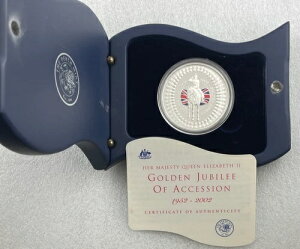 HER MAJESTY QUEEN ELIZABETH II
GOLDEN JUBILEE
OF ACCESSION
1952 - 2002
CERTIFICATE OF AUTHENTICITY